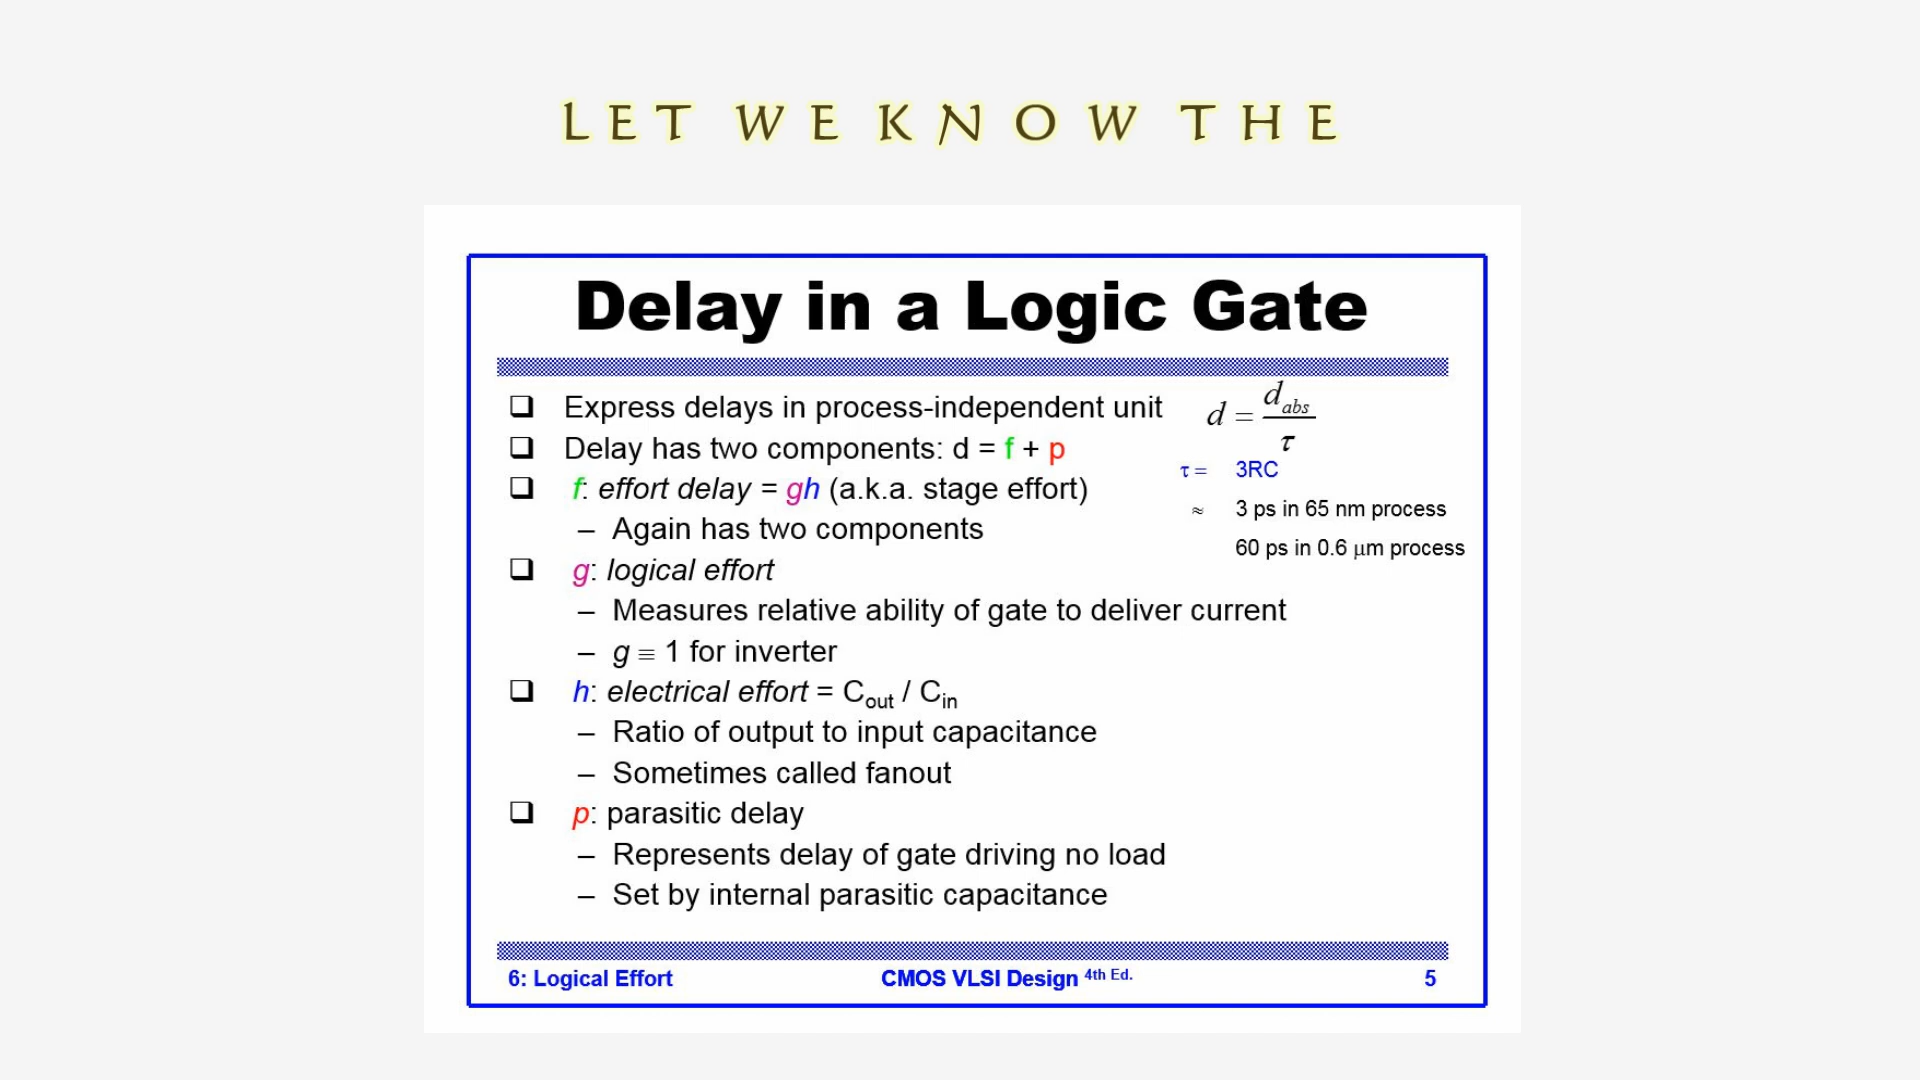 LET WE KNOW THE
Delay in a Logic Gate
❑ Express delays in process-independent unit
d = d_abs / τ
❑ Delay has two components: d = f + p
τ = 3RC
❑ f: effort delay = gh (a.k.a. stage effort)
≈ 3 ps in 65 nm process
– Again has two components
60 ps in 0.6 μm process
❑ g: logical effort
– Measures relative ability of gate to deliver current
– g ≡ 1 for inverter
❑ h: electrical effort = C_out / C_in
– Ratio of output to input capacitance
– Sometimes called fanout
❑ p: parasitic delay
– Represents delay of gate driving no load
– Set by internal parasitic capacitance
6: Logical Effort CMOS VLSI Design 4th Ed. 5